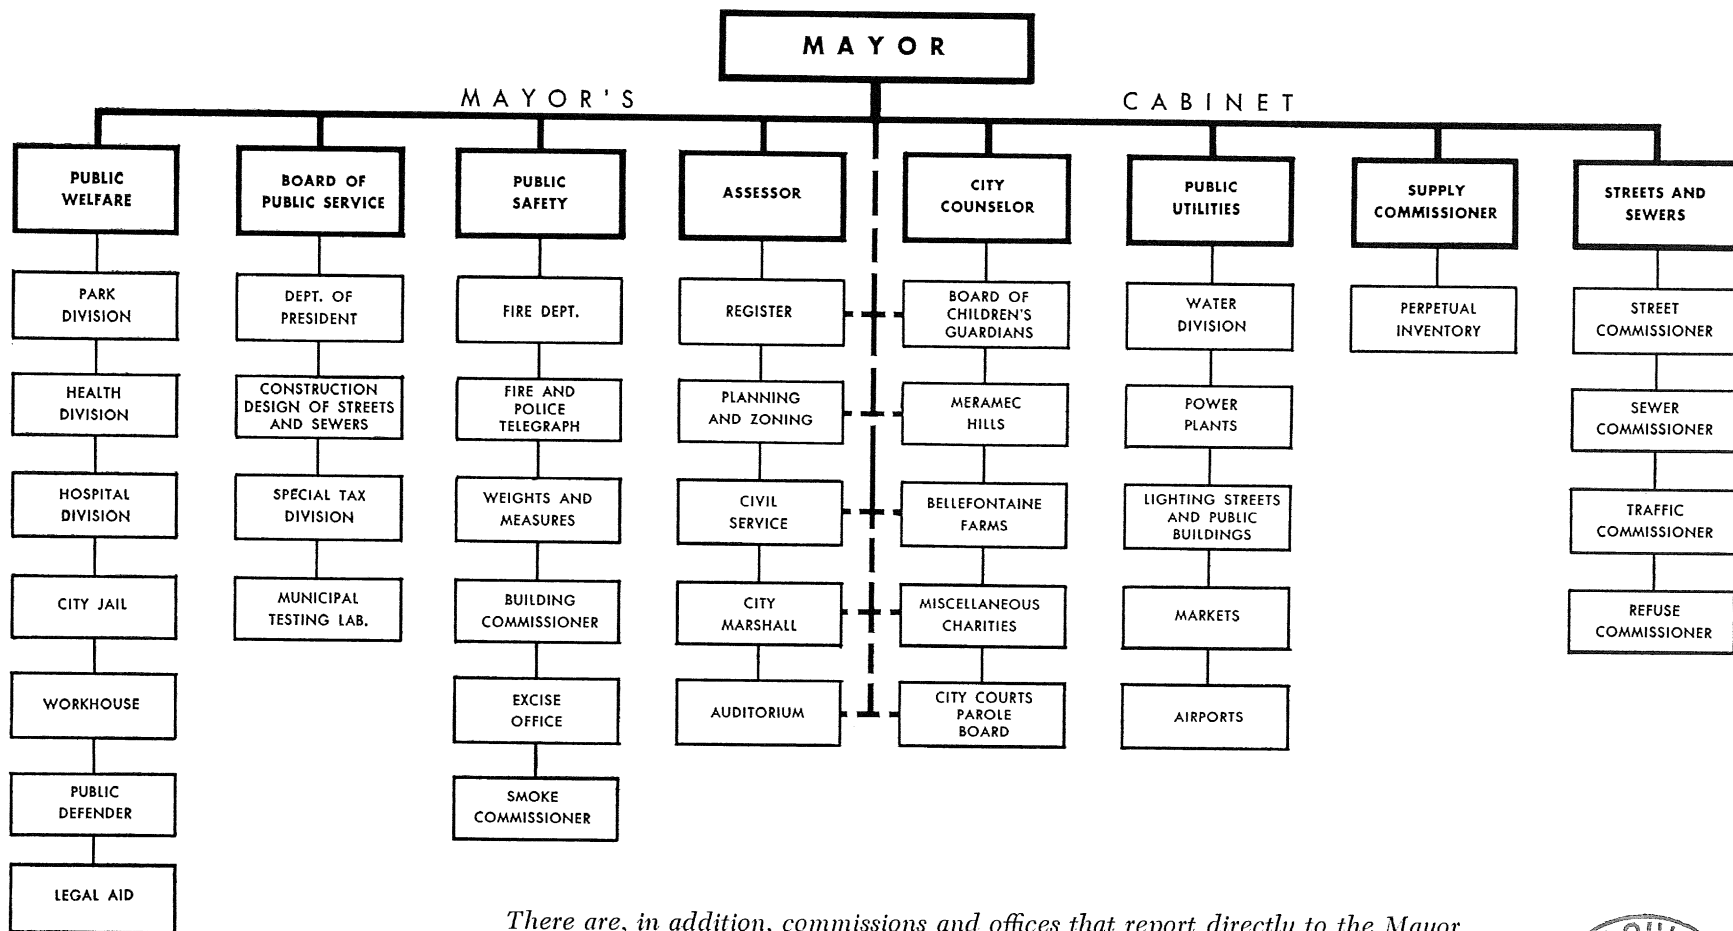 MAYOR
MAYOR'S CABINET
PUBLIC
WELFARE
PARK
DIVISION
HEALTH
DIVISION
HOSPITAL
DIVISION
CITY JAIL
WORKHOUSE
PUBLIC
DEFENDER
LEGAL AID
BOARD OF
PUBLIC SERVICE
DEPT. OF
PRESIDENT
CONSTRUCTION
DESIGN OF STREETS
AND SEWERS
SPECIAL TAX
DIVISION
MUNICIPAL
TESTING LAB.
PUBLIC
SAFETY
FIRE DEPT.
FIRE AND
POLICE
TELEGRAPH
WEIGHTS AND
MEASURES
BUILDING
COMMISSIONER
EXCISE
OFFICE
SMOKE
COMMISSIONER
ASSESSOR
REGISTER
PLANNING
AND ZONING
CIVIL
SERVICE
CITY
MARSHALL
AUDITORIUM
CITY
COUNSELOR
BOARD OF
CHILDREN'S
GUARDIANS
MERAMEC
HILLS
BELLEFONTAINE
FARMS
MISCELLANEOUS
CHARITIES
CITY COURTS
PAROLE
BOARD
PUBLIC
UTILITIES
WATER
DIVISION
POWER
PLANTS
LIGHTING STREETS
AND PUBLIC
BUILDINGS
MARKETS
AIRPORTS
SUPPLY
COMMISSIONER
PERPETUAL
INVENTORY
STREETS AND
SEWERS
STREET
COMMISSIONER
SEWER
COMMISSIONER
TRAFFIC
COMMISSIONER
REFUSE
COMMISSIONER
There are, in addition, commissions and offices that report directly to the Mayor